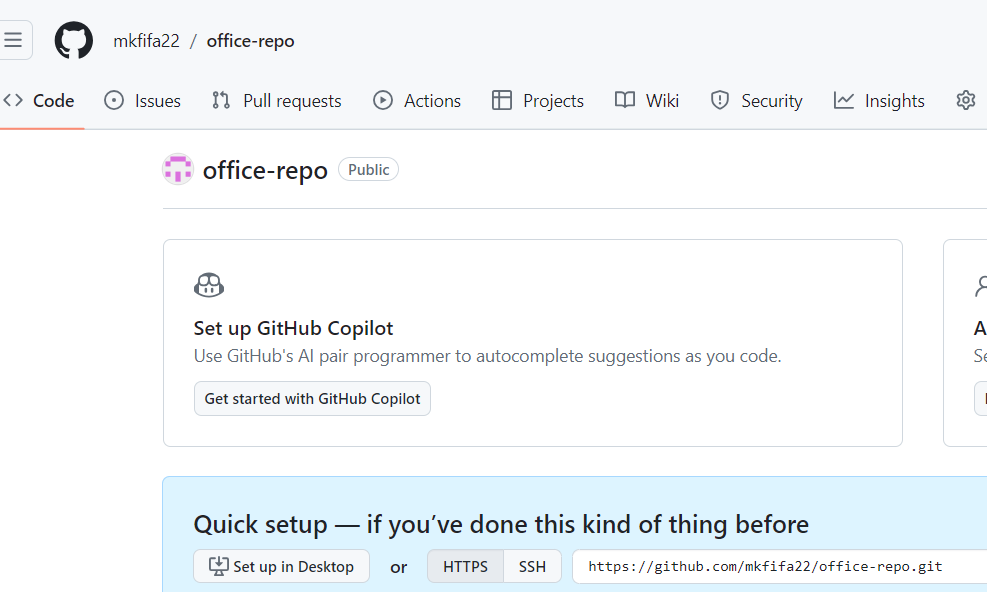 mkfifa22 / office-repo
Code Issues Pull requests Actions Projects Wiki Security Insights
office-repo Public
Set up GitHub Copilot
Use GitHub's AI pair programmer to autocomplete suggestions as you code.
Get started with GitHub Copilot
Quick setup — if you’ve done this kind of thing before
Set up in Desktop or HTTPS SSH https://github.com/mkfifa22/office-repo.git